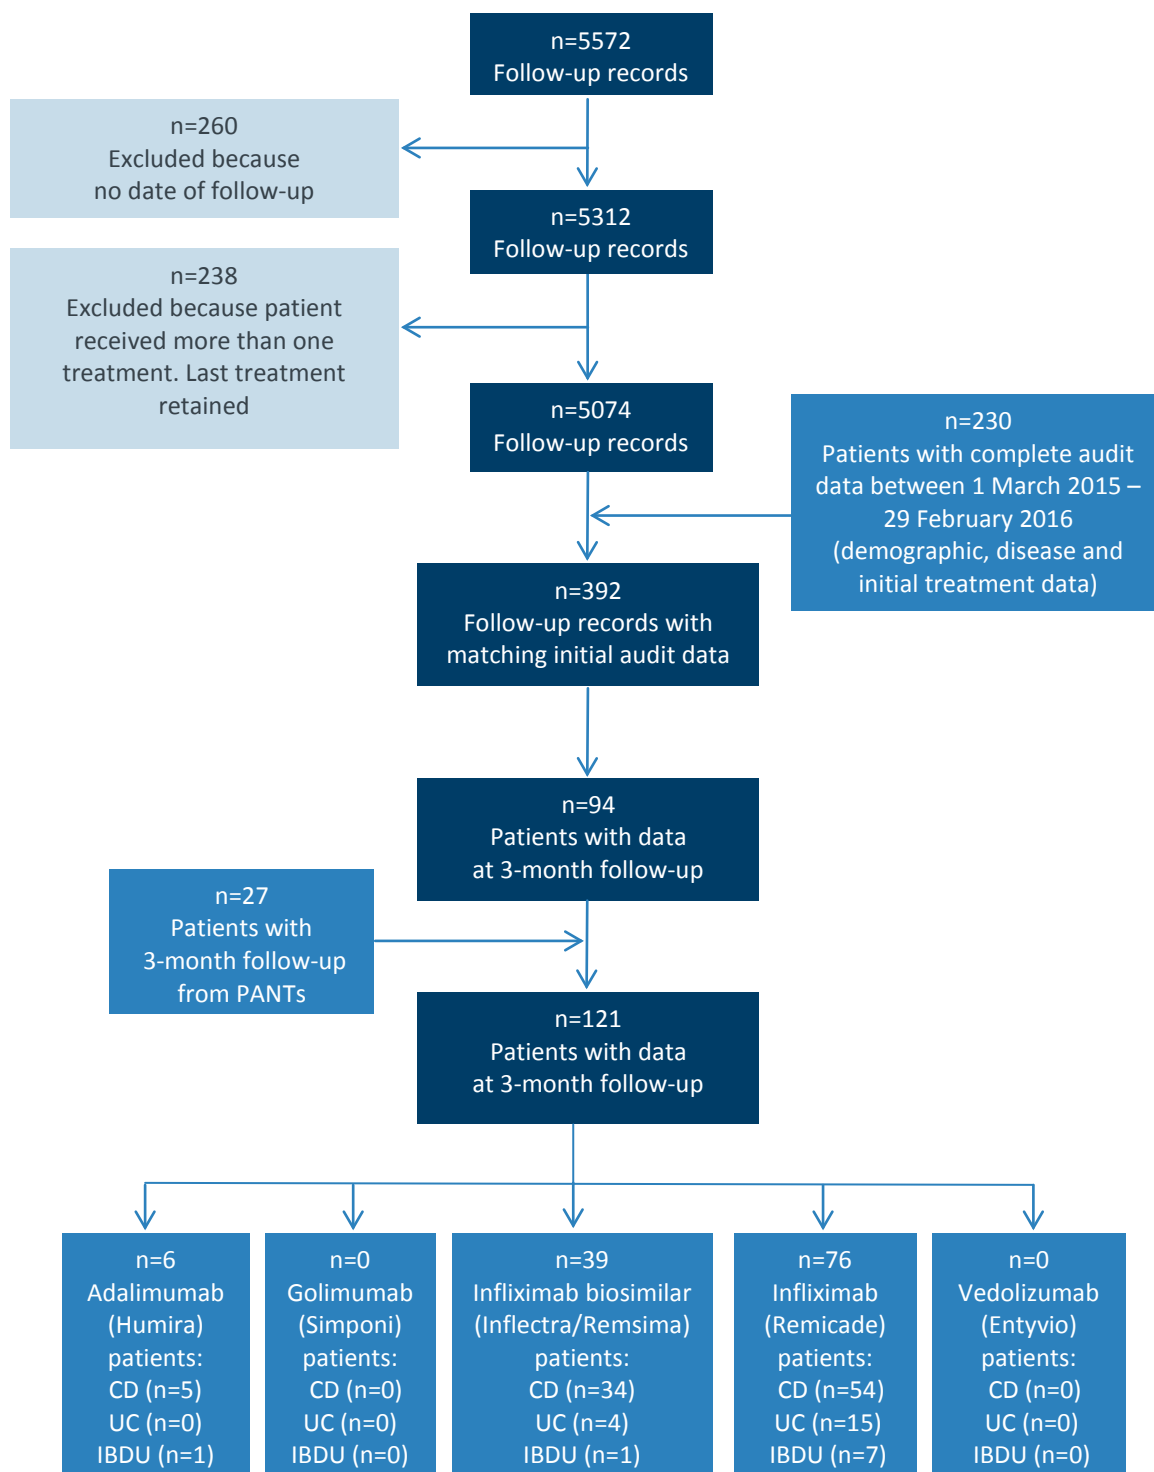 n=5572
Follow-up records
n=260
Excluded because
no date of follow-up
n=5312
Follow-up records
n=238
Excluded because patient
received more than one
treatment. Last treatment
retained
n=5074
Follow-up records
n=230
Patients with complete audit
data between 1 March 2015 –
29 February 2016
(demographic, disease and
initial treatment data)
n=392
Follow-up records with
matching initial audit data
n=94
Patients with data
at 3-month follow-up
n=27
Patients with
3-month follow-up
from PANTs
n=121
Patients with data
at 3-month follow-up
n=6
Adalimumab
(Humira)
patients:
CD (n=5)
UC (n=0)
IBDU (n=1)
n=0
Golimumab
(Simponi)
patients:
CD (n=0)
UC (n=0)
IBDU (n=0)
n=39
Infliximab biosimilar
(Inflectra/Remsima)
patients:
CD (n=34)
UC (n=4)
IBDU (n=1)
n=76
Infliximab
(Remicade)
patients:
CD (n=54)
UC (n=15)
IBDU (n=7)
n=0
Vedolizumab
(Entyvio)
patients:
CD (n=0)
UC (n=0)
IBDU (n=0)